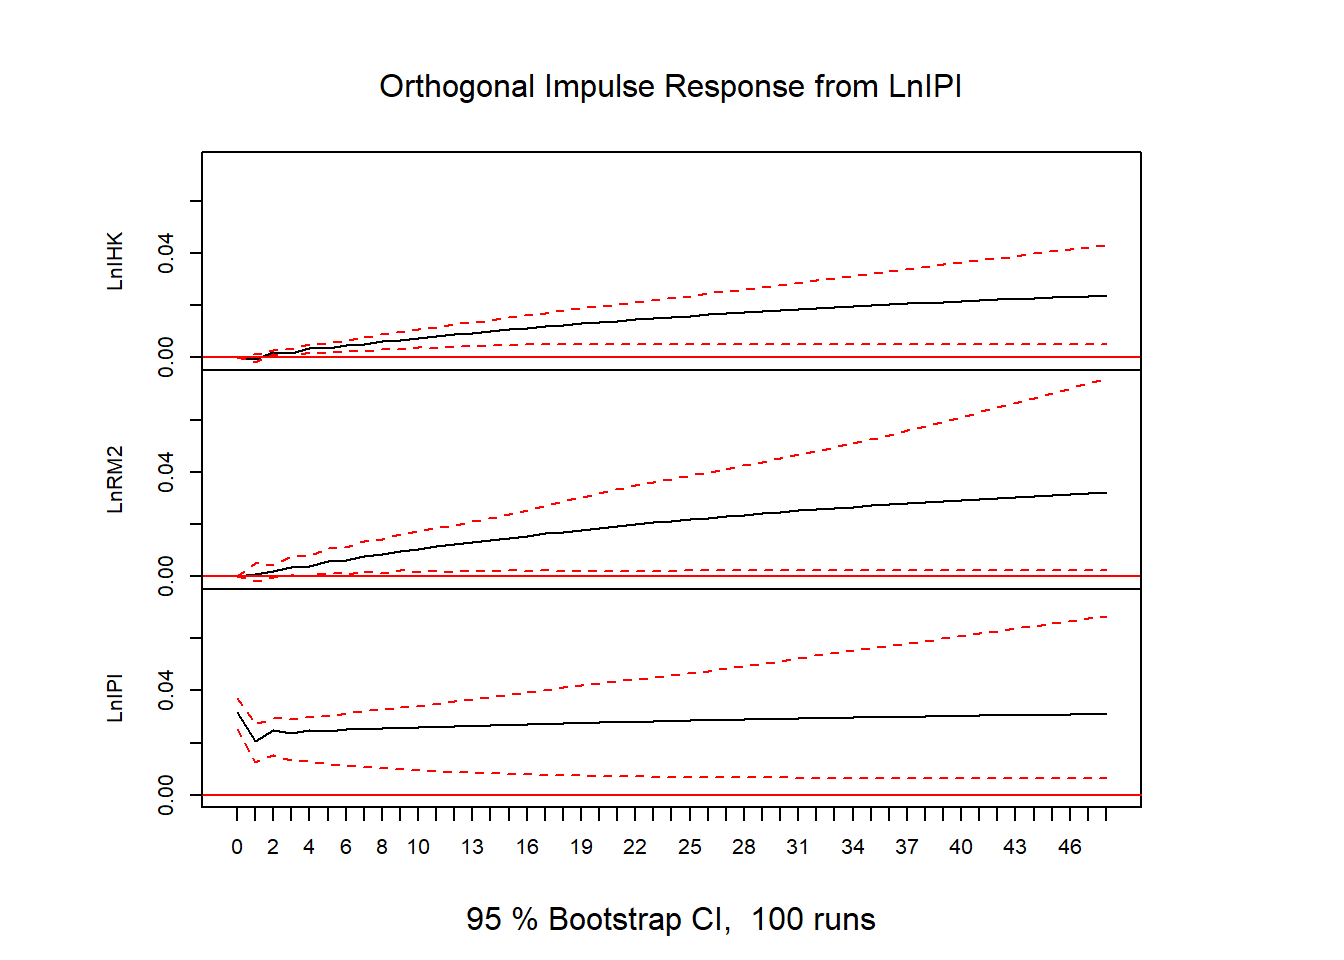 Orthogonal Impulse Response from LnIPI
LnIHK
0.04
0.00
LnRM2
0.04
0.00
LnIPI
0.04
0.00
0 2 4 6 8 10 13 16 19 22 25 28 31 34 37 40 43 46
95 % Bootstrap CI,  100 runs